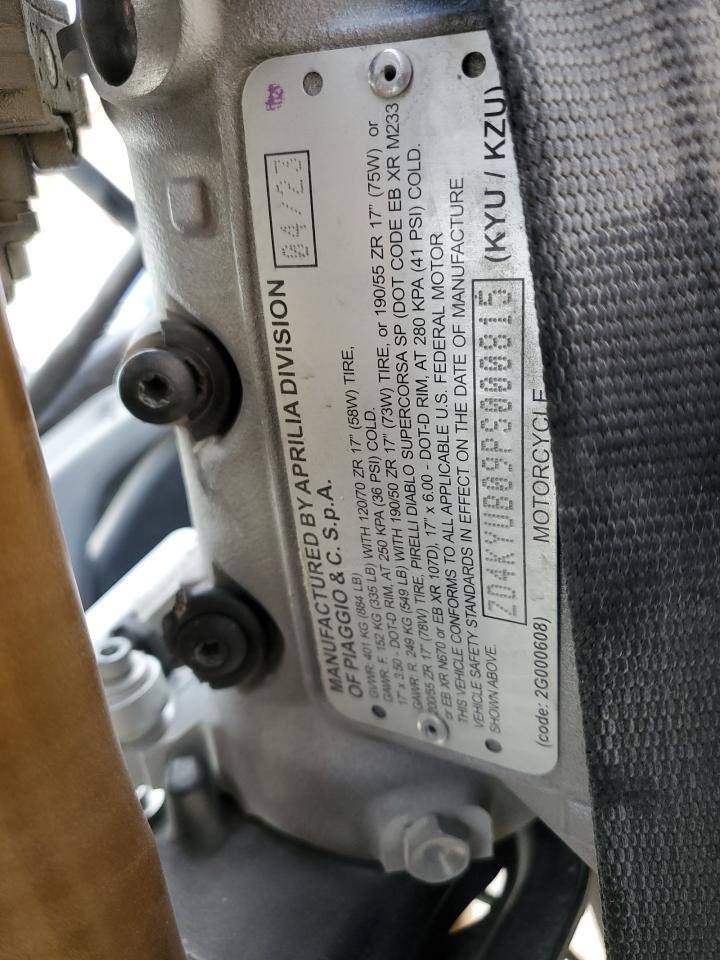 MANUFACTURED BY APRILIA DIVISION 04/23
OF PIAGGIO & C. S.p.A.
GVWR: 401 KG (884 LB)
GAWR: F. 152 KG (335 LB) WITH 120/70 ZR 17" (58W) TIRE,
17" x 3.50 - DOT-D RIM, AT 250 KPA (36 PSI) COLD.
GAWR: R. 249 KG (549 LB) WITH 190/50 ZR 17" (73W) TIRE, or 190/55 ZR 17" (75W) or
200/55 ZR 17" (78W) TIRE, PIRELLI DIABLO SUPERCORSA SP (DOT CODE EB XR M233
or EB XR N670 or EB XR 107D), 17" x 6.00 - DOT-D RIM, AT 280 KPA (41 PSI) COLD.
THIS VEHICLE CONFORMS TO ALL APPLICABLE U.S. FEDERAL MOTOR
VEHICLE SAFETY STANDARDS IN EFFECT ON THE DATE OF MANUFACTURE
SHOWN ABOVE.
(KYU / KZU)
(code: 2G000608) MOTORCYCLE